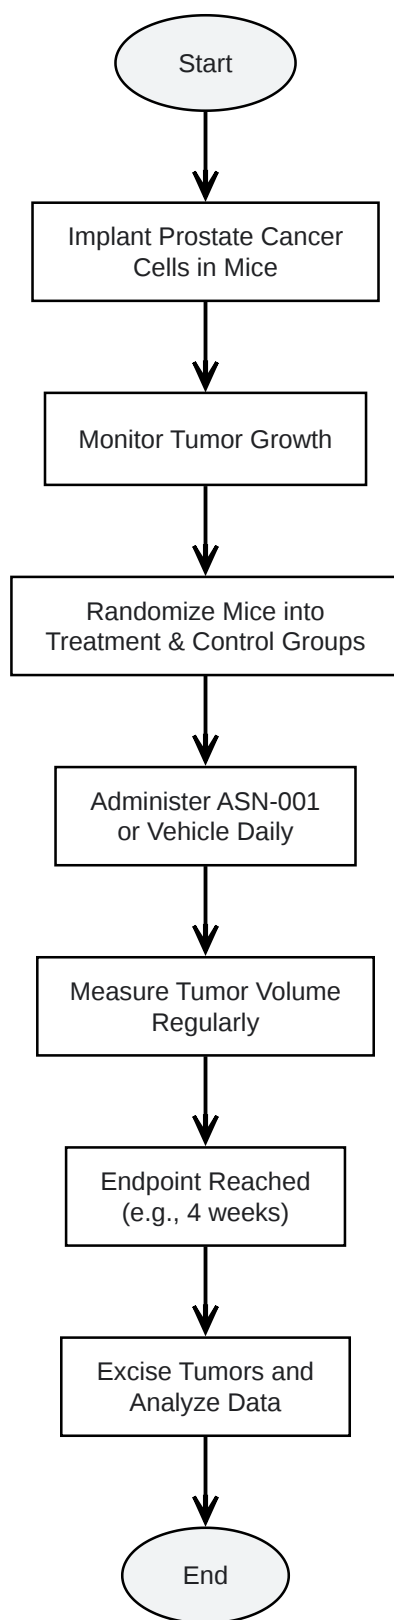 Start
Implant Prostate Cancer
Cells in Mice
Monitor Tumor Growth
Randomize Mice into
Treatment & Control Groups
Administer ASN-001
or Vehicle Daily
Measure Tumor Volume
Regularly
Endpoint Reached
(e.g., 4 weeks)
Excise Tumors and
Analyze Data
End